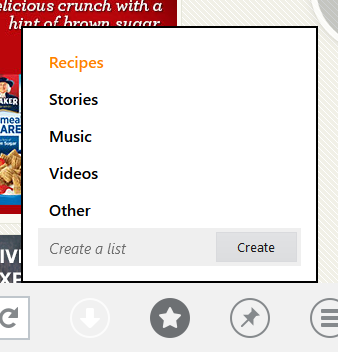 elicious crunch with a
hint of brown sugar.
Recipes
Stories
Music
Videos
Other
Create a list
Create